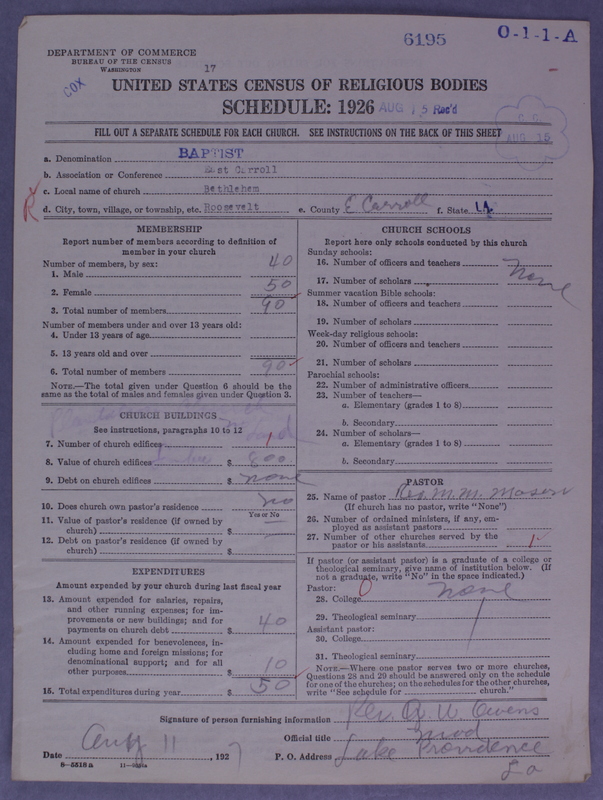 6195
O-1-1-A
DEPARTMENT OF COMMERCE
BUREAU OF THE CENSUS
WASHINGTON
17
COX
UNITED STATES CENSUS OF RELIGIOUS BODIES
SCHEDULE: 1926
AUG 15 Rec'd
FILL OUT A SEPARATE SCHEDULE FOR EACH CHURCH. SEE INSTRUCTIONS ON THE BACK OF THIS SHEET
AUG 15
a. Denomination BAPTIST
b. Association or Conference East Carroll
c. Local name of church Bethlehem
R
d. City, town, village, or township, etc. Roosevelt e. County E Carroll f. State LA.
MEMBERSHIP
Report number of members according to definition of
member in your church
Number of members, by sex:
1. Male 40
2. Female 50
3. Total number of members 90
Number of members under and over 13 years old:
4. Under 13 years of age
5. 13 years old and over
6. Total number of members 90
NOTE.—The total given under Question 6 should be the
same as the total of males and females given under Question 3.
CHURCH BUILDINGS
See instructions, paragraphs 10 to 12
7. Number of church edifices 1
8. Value of church edifices $ 800.
9. Debt on church edifices $ none
10. Does church own pastor's residence no
Yes or No
11. Value of pastor's residence (if owned by
church) $
12. Debt on pastor's residence (if owned by
church) $
EXPENDITURES
Amount expended by your church during last fiscal year
13. Amount expended for salaries, repairs,
and other running expenses; for im-
provements or new buildings; and for
payments on church debt $ 40
14. Amount expended for benevolences, in-
cluding home and foreign missions; for
denominational support; and for all
other purposes $ 10
15. Total expenditures during year $ 50
CHURCH SCHOOLS
Report here only schools conducted by this church
Sunday schools:
16. Number of officers and teachers
none
17. Number of scholars
Summer vacation Bible schools:
18. Number of officers and teachers
19. Number of scholars
Week-day religious schools:
20. Number of officers and teachers
21. Number of scholars
Parochial schools:
22. Number of administrative officers
23. Number of teachers—
a. Elementary (grades 1 to 8)
b. Secondary
24. Number of scholars—
a. Elementary (grades 1 to 8)
b. Secondary
PASTOR
25. Name of pastor Rev. M. M. Mason
(If church has no pastor, write "None")
26. Number of ordained ministers, if any, em-
ployed as assistant pastors
27. Number of other churches served by the
pastor or his assistants 1
If pastor (or assistant pastor) is a graduate of a college or
theological seminary, give name of institution below. (If
not a graduate, write "No" in the space indicated.)
Pastor: 0
28. College none
29. Theological seminary
Assistant pastor:
30. College
31. Theological seminary
NOTE.—Where one pastor serves two or more churches,
Questions 28 and 29 should be answered only on the schedule
for one of the churches; on the schedules for the other churches,
write "See schedule for church."
Signature of person furnishing information Rev. A. W. Owens
Official title Mod
Date Aug 11, 1927 P. O. Address Lake Providence
La
8-5518a